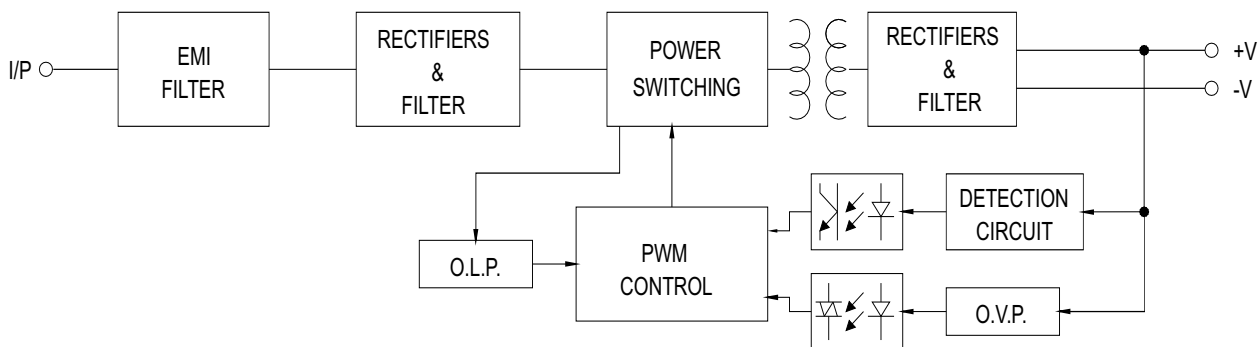 I/P
EMI
FILTER
RECTIFIERS
&
FILTER
POWER
SWITCHING
RECTIFIERS
&
FILTER
+V
-V
O.L.P.
PWM
CONTROL
DETECTION
CIRCUIT
O.V.P.